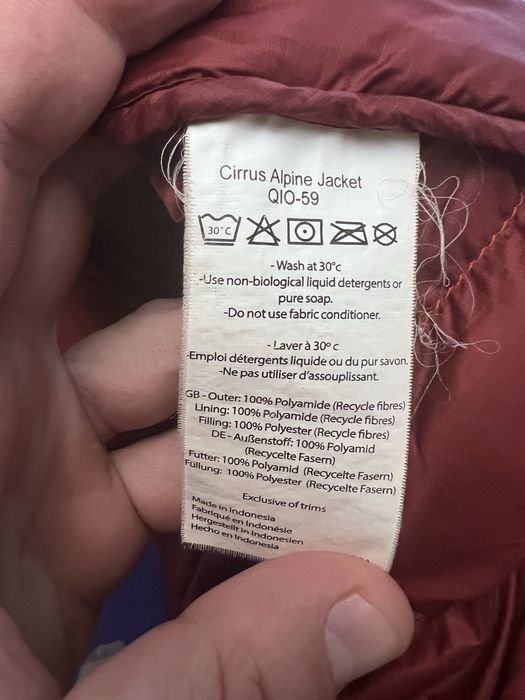 Cirrus Alpine Jacket
QIO-59
30°C
-Wash at 30°c
-Use non-biological liquid detergents or
pure soap.
-Do not use fabric conditioner.
-Laver à 30º c
-Emploi détergents liquide ou du pur savon.
-Ne pas utiliser d'assouplissant.
GB - Outer: 100% Polyamide (Recycle fibres)
Lining: 100% Polyamide (Recycle fibres)
Filling: 100% Polyester (Recycle fibres)
DE - Außenstoff: 100% Polyamid
(Recycelte Fasern)
Futter: 100% Polyamid (Recycelte Fasern)
Füllung: 100% Polyester (Recycelte Fasern)
Exclusive of trims
Made in Indonesia
Fabriqué en Indonésie
Hergestellt in Indonesien
Hecho en Indonesia